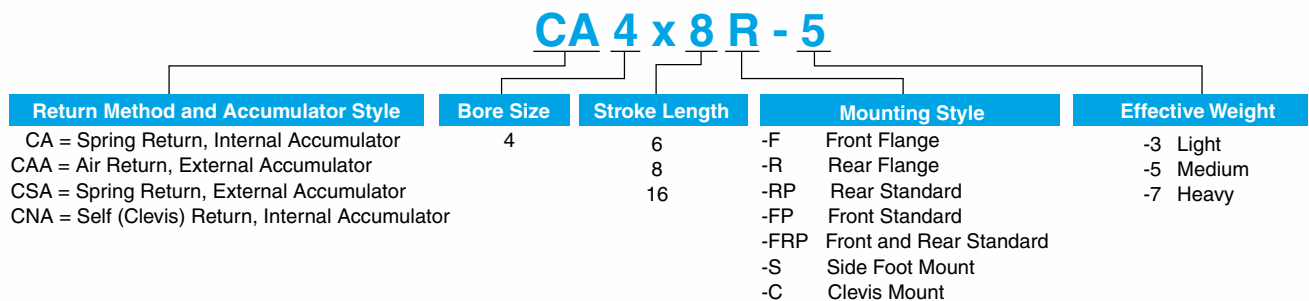 CA 4 x 8 R - 5
Return Method and Accumulator Style
CA = Spring Return, Internal Accumulator
CAA = Air Return, External Accumulator
CSA = Spring Return, External Accumulator
CNA = Self (Clevis) Return, Internal Accumulator
Bore Size
4
Stroke Length
6
8
16
Mounting Style
-F Front Flange
-R Rear Flange
-RP Rear Standard
-FP Front Standard
-FRP Front and Rear Standard
-S Side Foot Mount
-C Clevis Mount
Effective Weight
-3 Light
-5 Medium
-7 Heavy